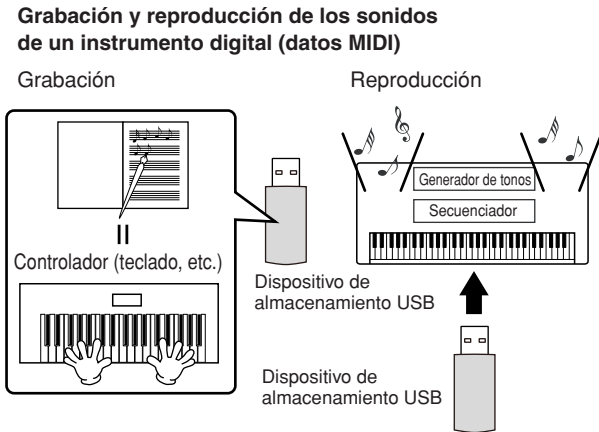 Grabación y reproducción de los sonidos
de un instrumento digital (datos MIDI)
Grabación
Reproducción
Generador de tonos
Secuenciador
Controlador (teclado, etc.)
Dispositivo de
almacenamiento USB
Dispositivo de
almacenamiento USB